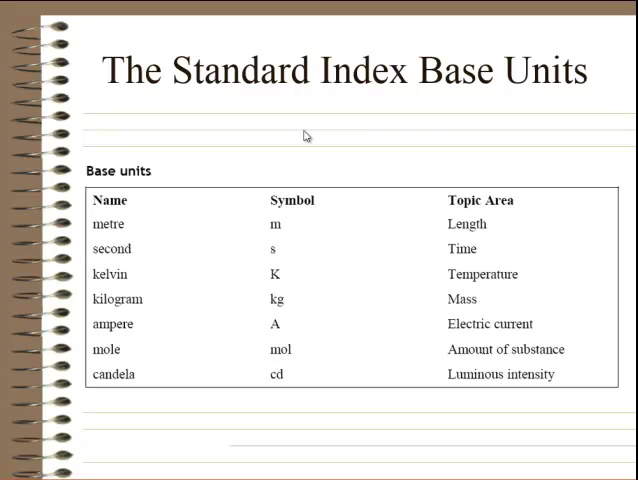 The Standard Index Base Units
Base units
Name Symbol Topic Area
metre m Length
second s Time
kelvin K Temperature
kilogram kg Mass
ampere A Electric current
mole mol Amount of substance
candela cd Luminous intensity